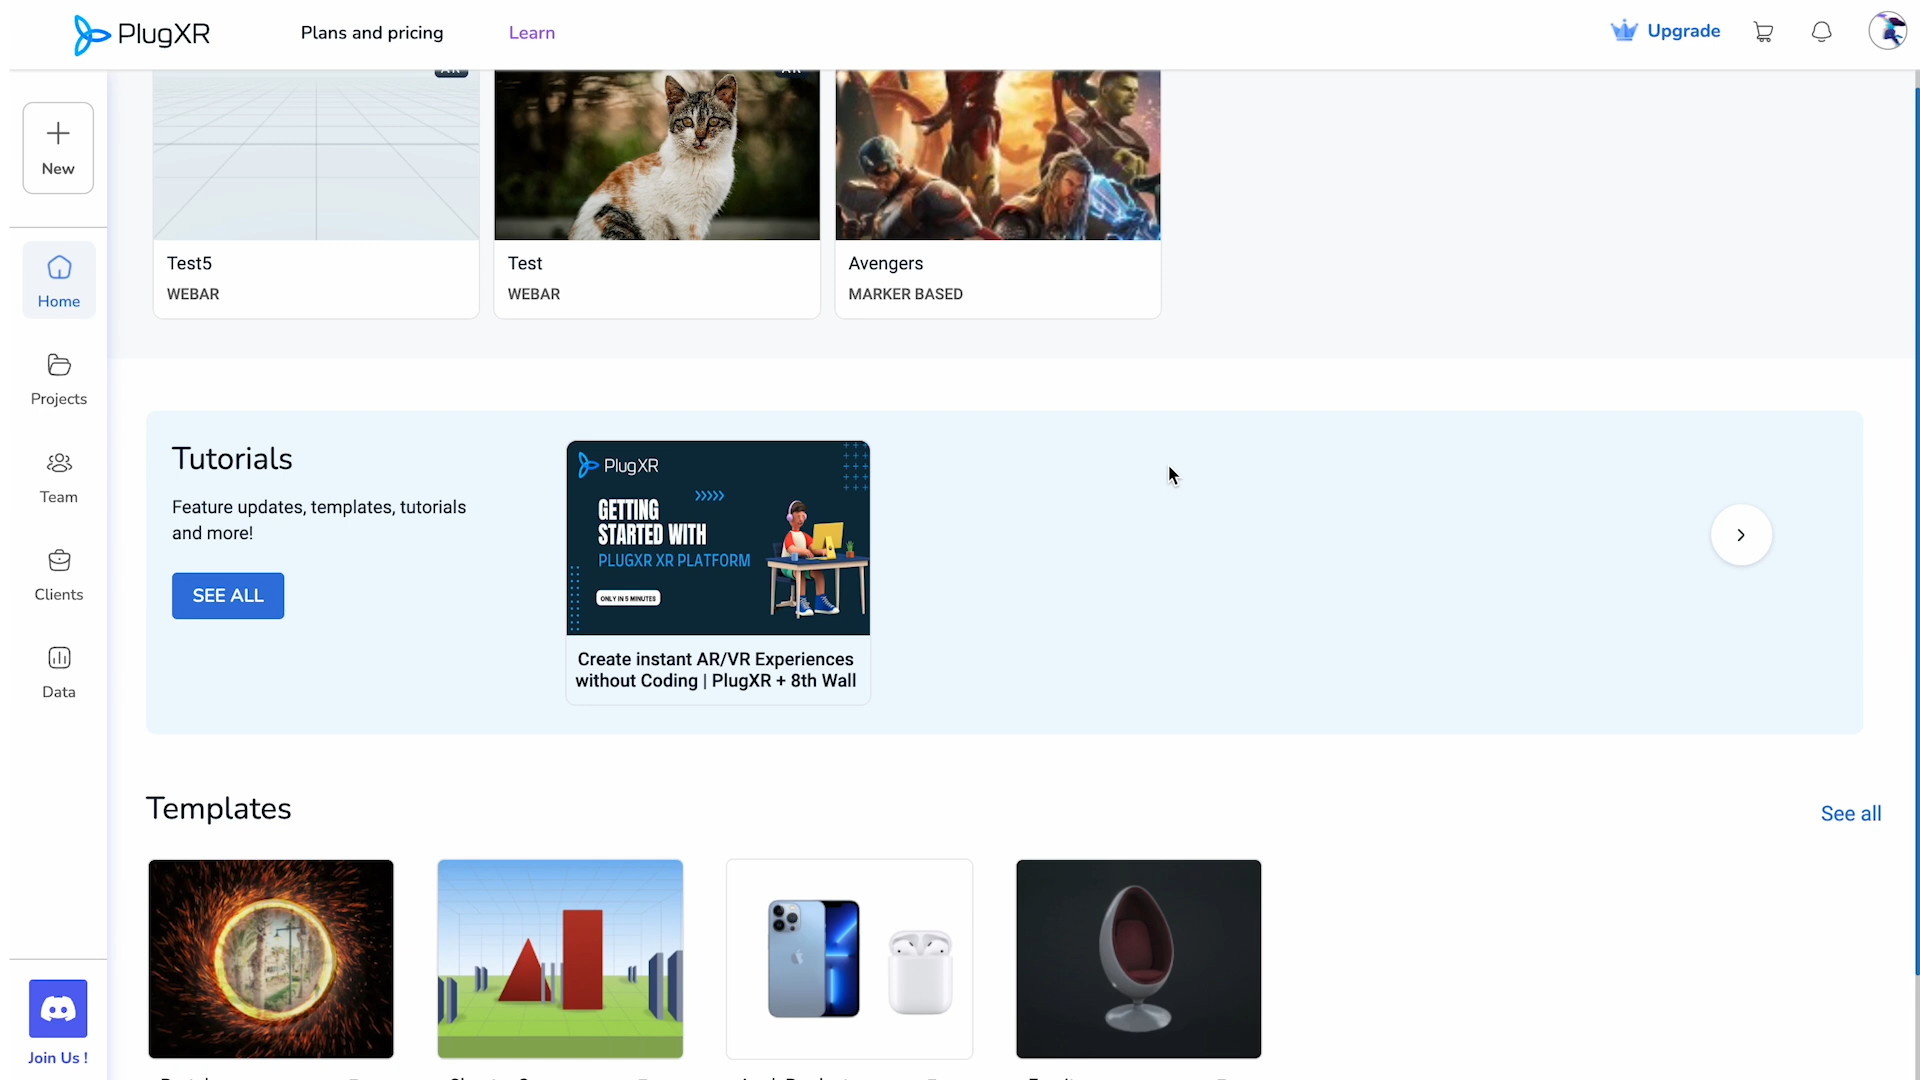 PlugXR
Plans and pricing
Learn
Upgrade
New
Home
Projects
Team
Clients
Data
Join Us !
Test5
WEBAR
Test
WEBAR
Avengers
MARKER BASED
Tutorials
Feature updates, templates, tutorials
and more!
SEE ALL
PlugXR
GETTING
STARTED WITH
PLUGXR XR PLATFORM
ONLY IN 5 MINUTES
Create instant AR/VR Experiences
without Coding | PlugXR + 8th Wall
Templates
See all